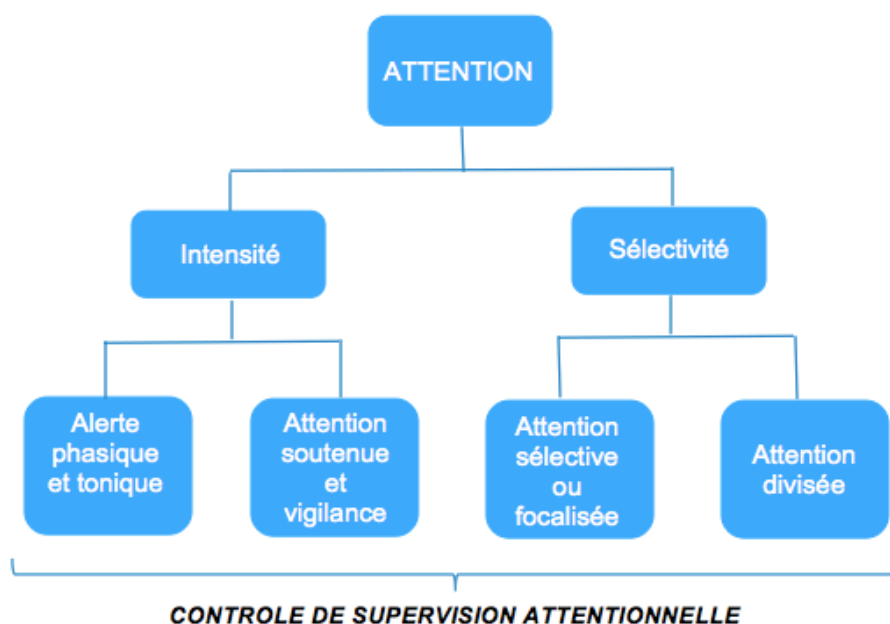 ATTENTION
Intensité
Sélectivité
Alerte
phasique
et tonique
Attention
soutenue
et
vigilance
Attention
sélective
ou
focalisée
Attention
divisée
CONTROLE DE SUPERVISION ATTENTIONNELLE